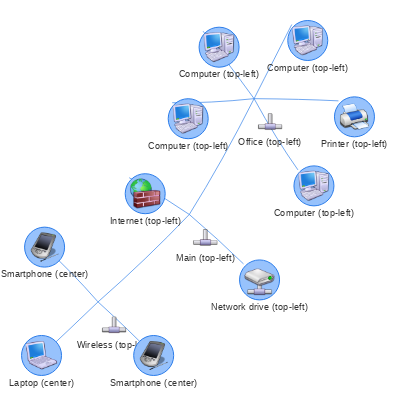 Computer (top-left)
Computer (top-left)
Computer (top-left)
Office (top-left)
Printer (top-left)
Computer (top-left)
Internet (top-left)
Main (top-left)
Smartphone (center)
Network drive (top-left)
Wireless (top-l
Laptop (center)
Smartphone (center)